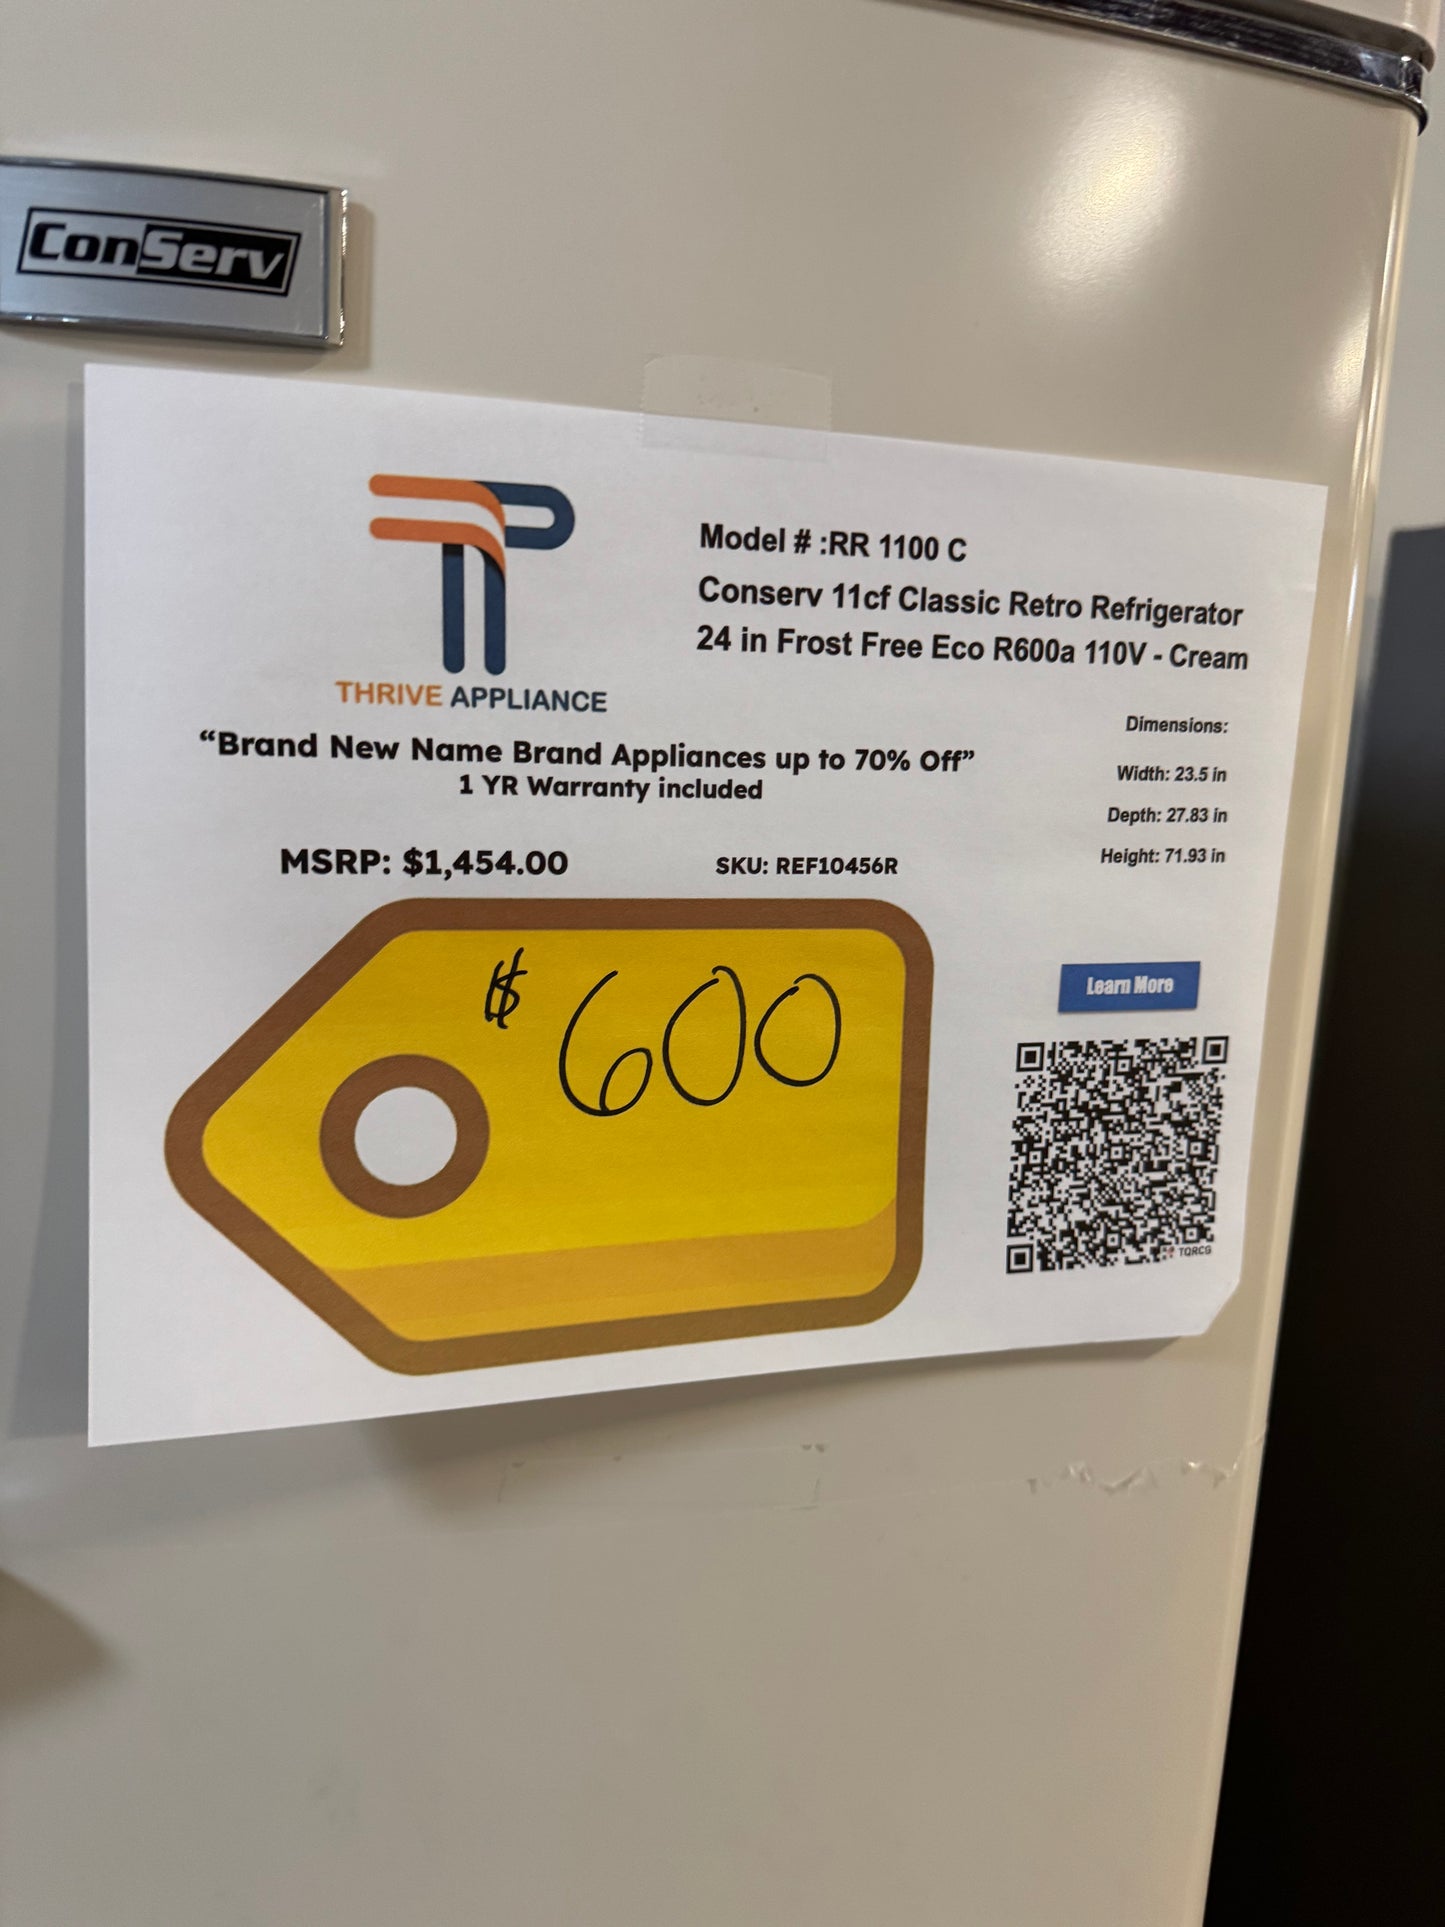 ConServ
Model # :RR 1100 C
Conserv 11cf Classic Retro Refrigerator
24 in Frost Free Eco R600a 110V - Cream
THRIVE APPLIANCE
“Brand New Name Brand Appliances up to 70% Off”
1 YR Warranty included
Dimensions:
Width: 23.5 in
Depth: 27.83 in
Height: 71.93 in
MSRP: $1,454.00
SKU: REF10456R
$600
Learn More
TQRCG